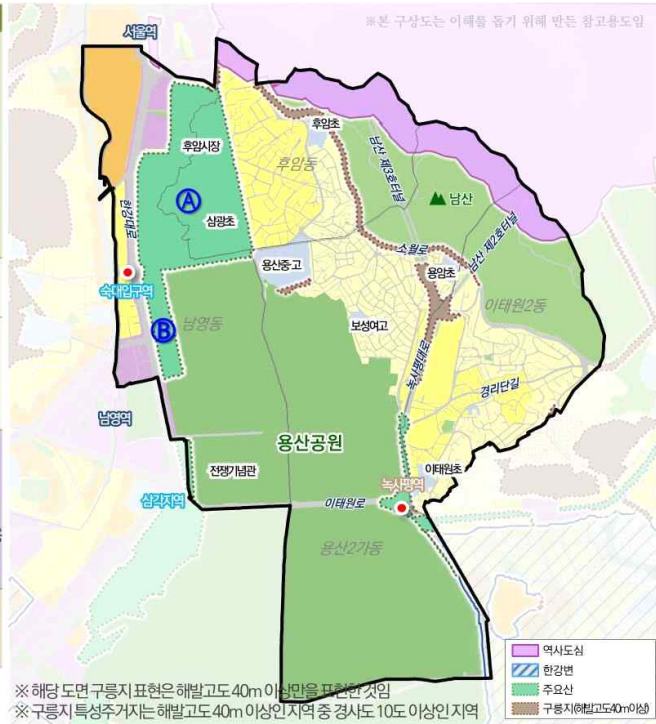 ※본 구상도는 이해를 돕기 위해 만든 참고용도임
서울역
후암초
후암시장
후암동
남산 제3호터널
남산
A
한강대로
삼광초
소월로
남산 제2호터널
용산중·고
용암초
숙대입구역
이태원2동
B
남영동
보성여고
녹사평대로
경리단길
남영역
용산공원
전쟁기념관
이태원초
녹사평역
삼각지역
이태원로
용산2가동
역사도심
한강변
주요산
구릉지(해발고도40m이상)
※ 해당 도면 구릉지 표현은 해발고도 40m 이상만을 표현한 것임
※ 구릉지 특성주거지는 해발고도 40m 이상인 지역 중 경사도 10도 이상인 지역